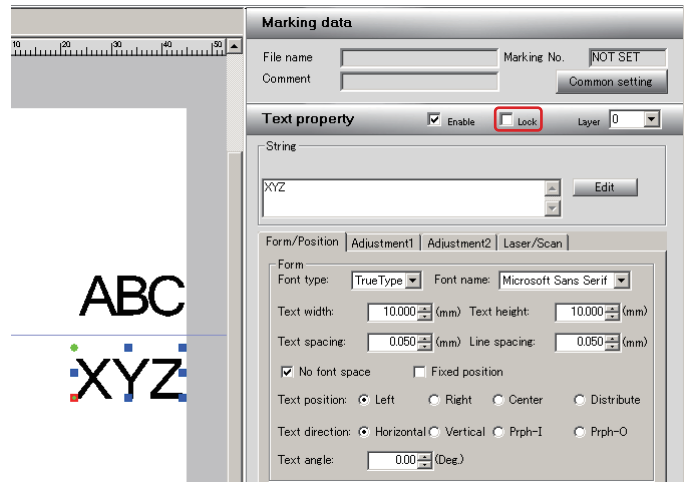 Marking data
10 20 30 40 50
File name Marking No. NOT SET
Comment Common setting
Text property Enable Lock Layer 0
String
XYZ Edit
Form/Position Adjustment1 Adjustment2 Laser/Scan
Form
Font type: TrueType Font name: Microsoft Sans Serif
ABC
Text width: 10.000 (mm) Text height: 10.000 (mm)
Text spacing: 0.050 (mm) Line spacing: 0.050 (mm)
XYZ
No font space Fixed position
Text position: Left Right Center Distribute
Text direction: Horizontal Vertical Prph-I Prph-O
Text angle: 0.00 (Deg.)